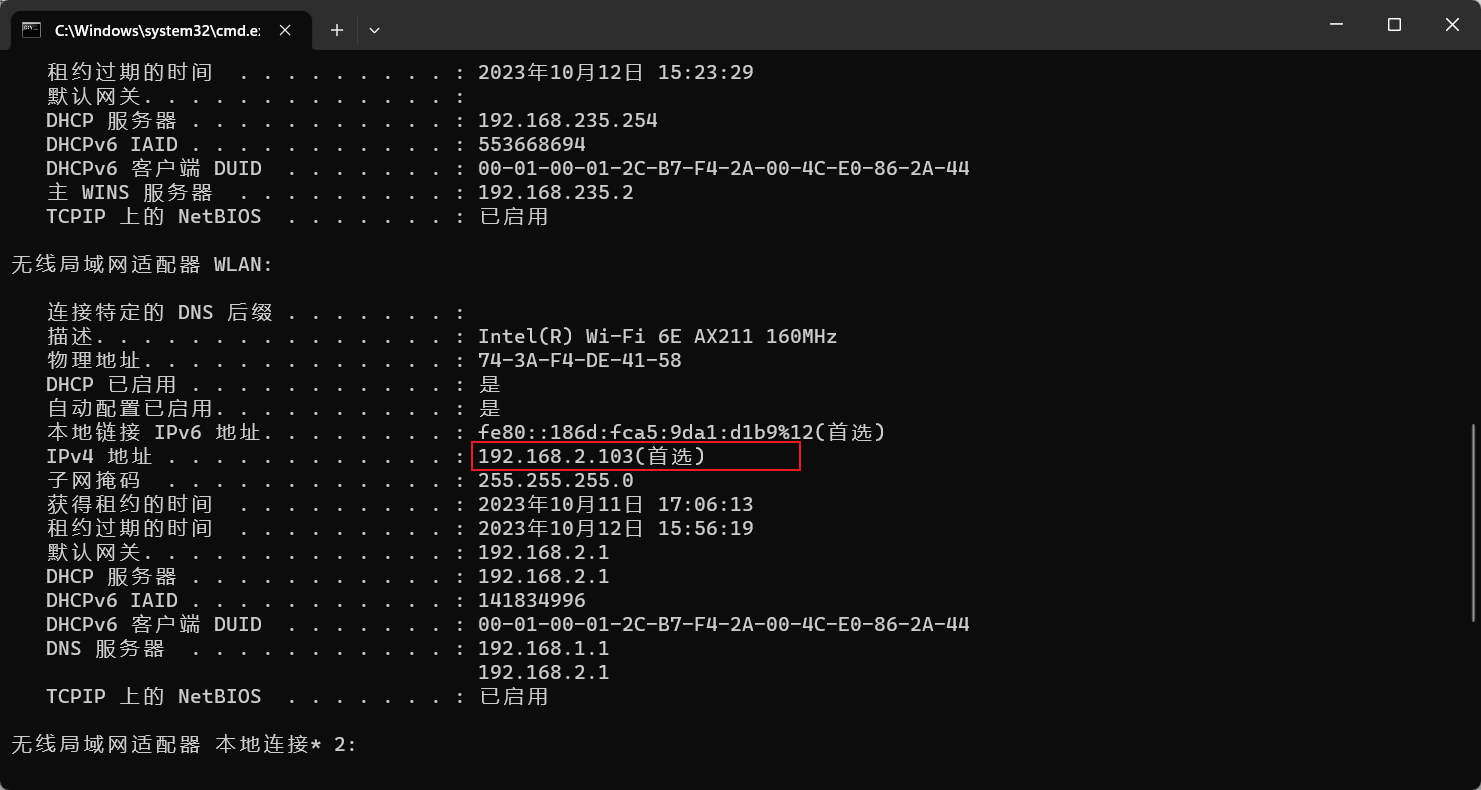 C:\Windows\system32\cmd.e
租约过期的时间 . . . . . . . . . : 2023年10月12日 15:23:29
默认网关. . . . . . . . . . . . . :
DHCP 服务器 . . . . . . . . . . . : 192.168.235.254
DHCPv6 IAID . . . . . . . . . . . : 553668694
DHCPv6 客户端 DUID . . . . . . . : 00-01-00-01-2C-B7-F4-2A-00-4C-E0-86-2A-44
主 WINS 服务器 . . . . . . . . . : 192.168.235.2
TCPIP 上的 NetBIOS . . . . . . . : 已启用
无线局域网适配器 WLAN:
连接特定的 DNS 后缀 . . . . . . . :
描述. . . . . . . . . . . . . . . : Intel(R) Wi-Fi 6E AX211 160MHz
物理地址. . . . . . . . . . . . . : 74-3A-F4-DE-41-58
DHCP 已启用 . . . . . . . . . . . : 是
自动配置已启用. . . . . . . . . . : 是
本地链接 IPv6 地址. . . . . . . . : fe80::186d:fca5:9da1:d1b9%12(首选)
IPv4 地址 . . . . . . . . . . . . : 192.168.2.103(首选)
子网掩码 . . . . . . . . . . . . : 255.255.255.0
获得租约的时间 . . . . . . . . . : 2023年10月11日 17:06:13
租约过期的时间 . . . . . . . . . : 2023年10月12日 15:56:19
默认网关. . . . . . . . . . . . . : 192.168.2.1
DHCP 服务器 . . . . . . . . . . . : 192.168.2.1
DHCPv6 IAID . . . . . . . . . . . : 141834996
DHCPv6 客户端 DUID . . . . . . . : 00-01-00-01-2C-B7-F4-2A-00-4C-E0-86-2A-44
DNS 服务器 . . . . . . . . . . . : 192.168.1.1
192.168.2.1
TCPIP 上的 NetBIOS . . . . . . . : 已启用
无线局域网适配器 本地连接* 2: